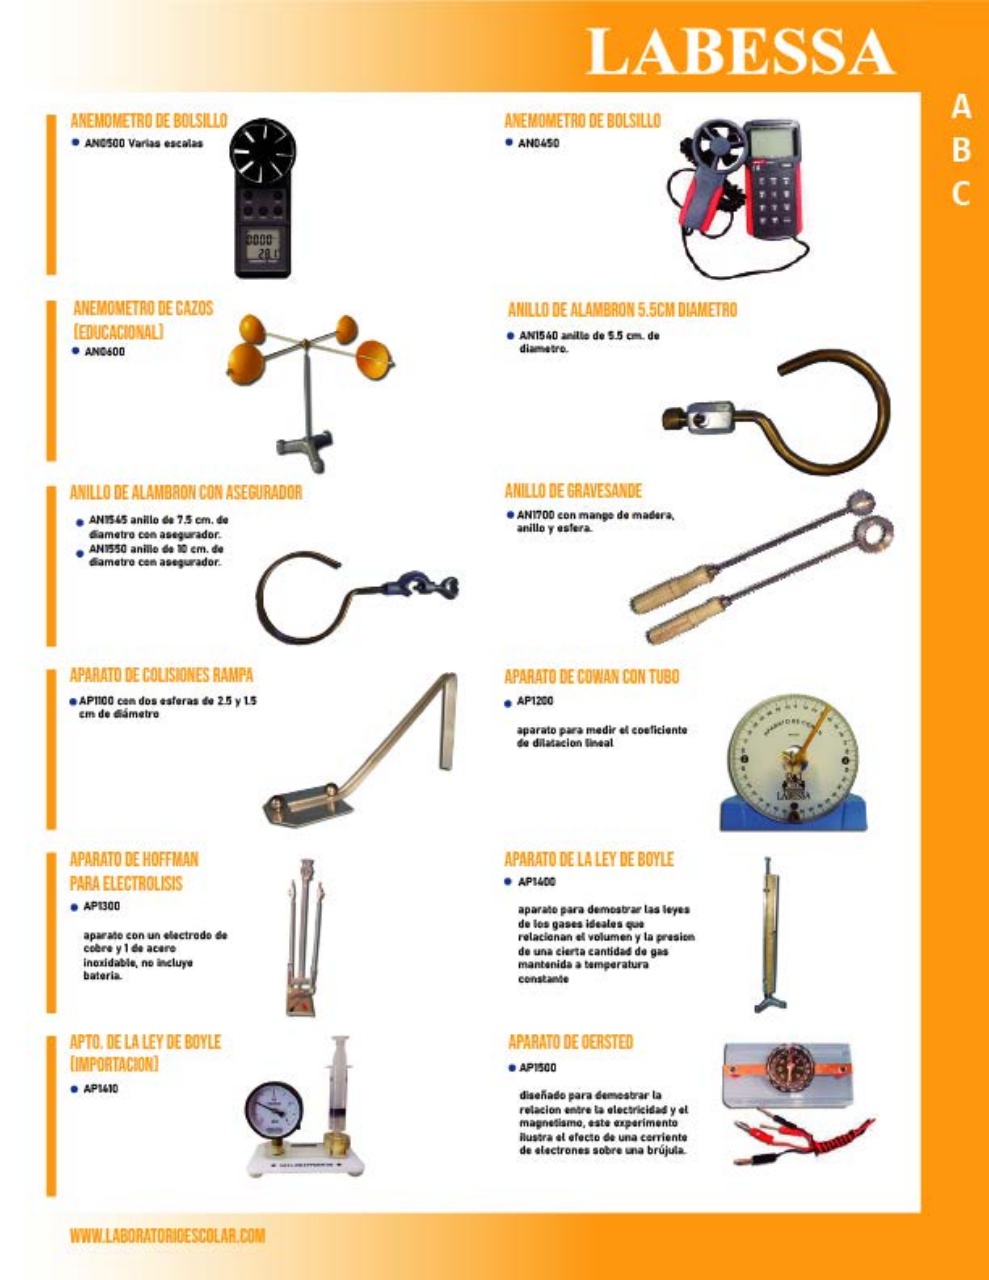 LABESSA
A
B
C
ANEMOMETRO DE BOLSILLO
AN0500 Varias escalas
ANEMOMETRO DE BOLSILLO
AN0450
ANEMOMETRO DE CAZOS
(EDUCACIONAL)
AN0600
ANILLO DE ALAMBRON 5.5CM DIAMETRO
AN1540 anillo de 5.5 cm. de
diametro.
ANILLO DE ALAMBRON CON ASEGURADOR
AN1545 anillo de 7.5 cm. de
diametro con asegurador.
AN1550 anillo de 10 cm. de
diametro con asegurador.
ANILLO DE GRAVESANDE
AN1700 con mango de madera,
anillo y esfera.
APARATO DE COLISIONES RAMPA
AP1100 con dos esferas de 2.5 y 1.5
cm de diámetro
APARATO DE COWAN CON TUBO
AP1200
aparato para medir el coeficiente
de dilatacion lineal
LABESSA
APARATO DE HOFFMAN
PARA ELECTROLISIS
AP1300
aparato con un electrodo de
cobre y 1 de acero
inoxidable, no incluye
bateria.
APARATO DE LA LEY DE BOYLE
AP1400
aparato para demostrar las leyes
de los gases ideales que
relacionan el volumen y la presion
de una cierta cantidad de gas
mantenida a temperatura
constante
APTO. DE LA LEY DE BOYLE
(IMPORTACION)
AP1410
APARATO DE OERSTED
AP1500
diseñado para demostrar la
relacion entre la electricidad y el
magnetismo, este experimento
ilustra el efecto de una corriente
de electrones sobre una brújula.
WWW.LABORATORIOESCOLAR.COM